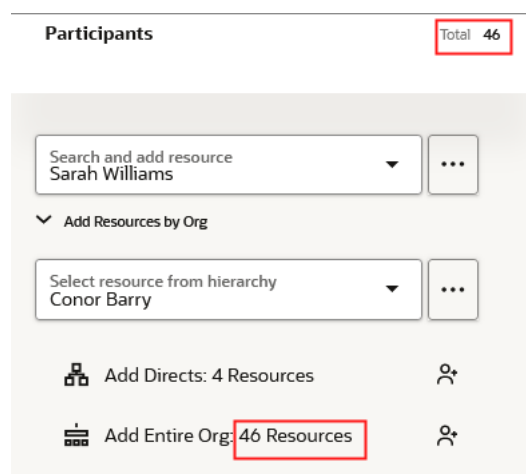 Participants Total 46
Search and add resource
Sarah Williams
Add Resources by Org
Select resource from hierarchy
Conor Barry
Add Directs: 4 Resources
Add Entire Org: 46 Resources